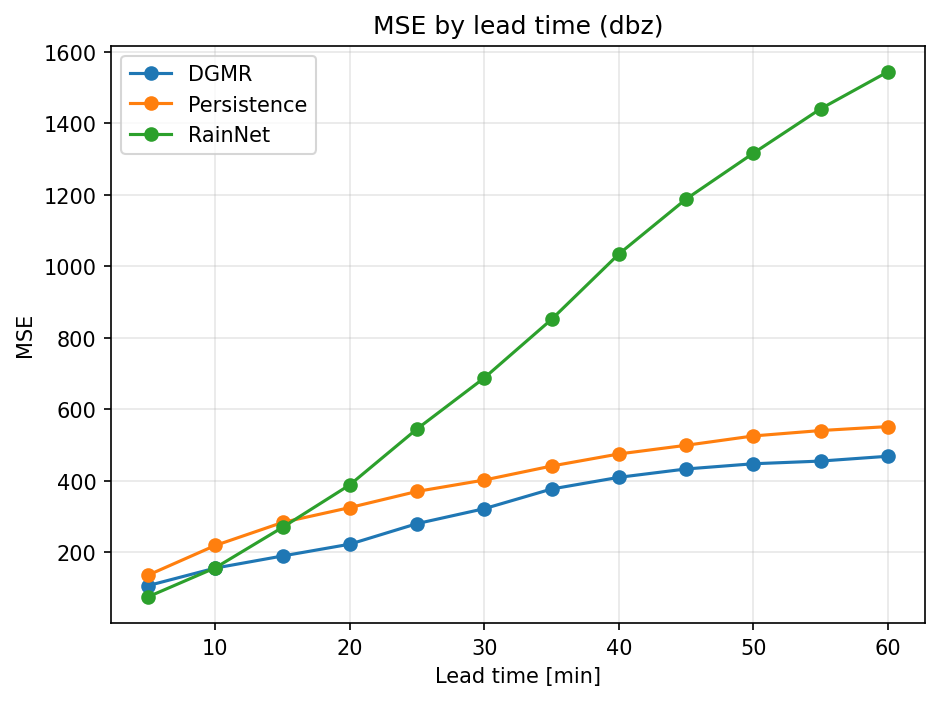 MSE by lead time (dbz)
DGMR
Persistence
RainNet
1600
1400
1200
1000
800
600
400
200
MSE
10 20 30 40 50 60
Lead time [min]